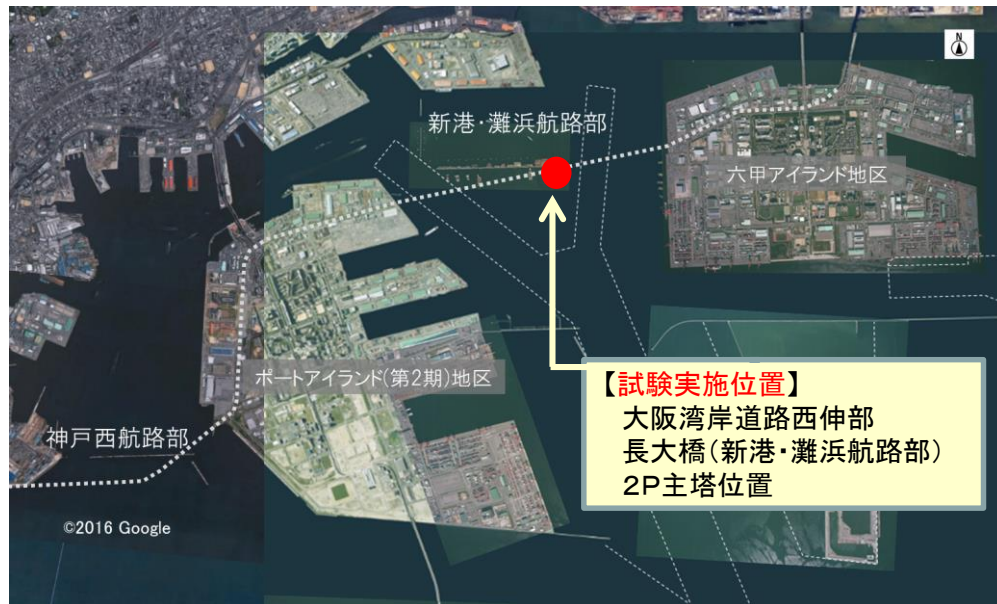 N
新港・灘浜航路部
六甲アイランド地区
ポートアイランド(第2期)地区
神戸西航路部
【試験実施位置】
大阪湾岸道路西伸部
長大橋(新港・灘浜航路部)
2P主塔位置
©2016 Google